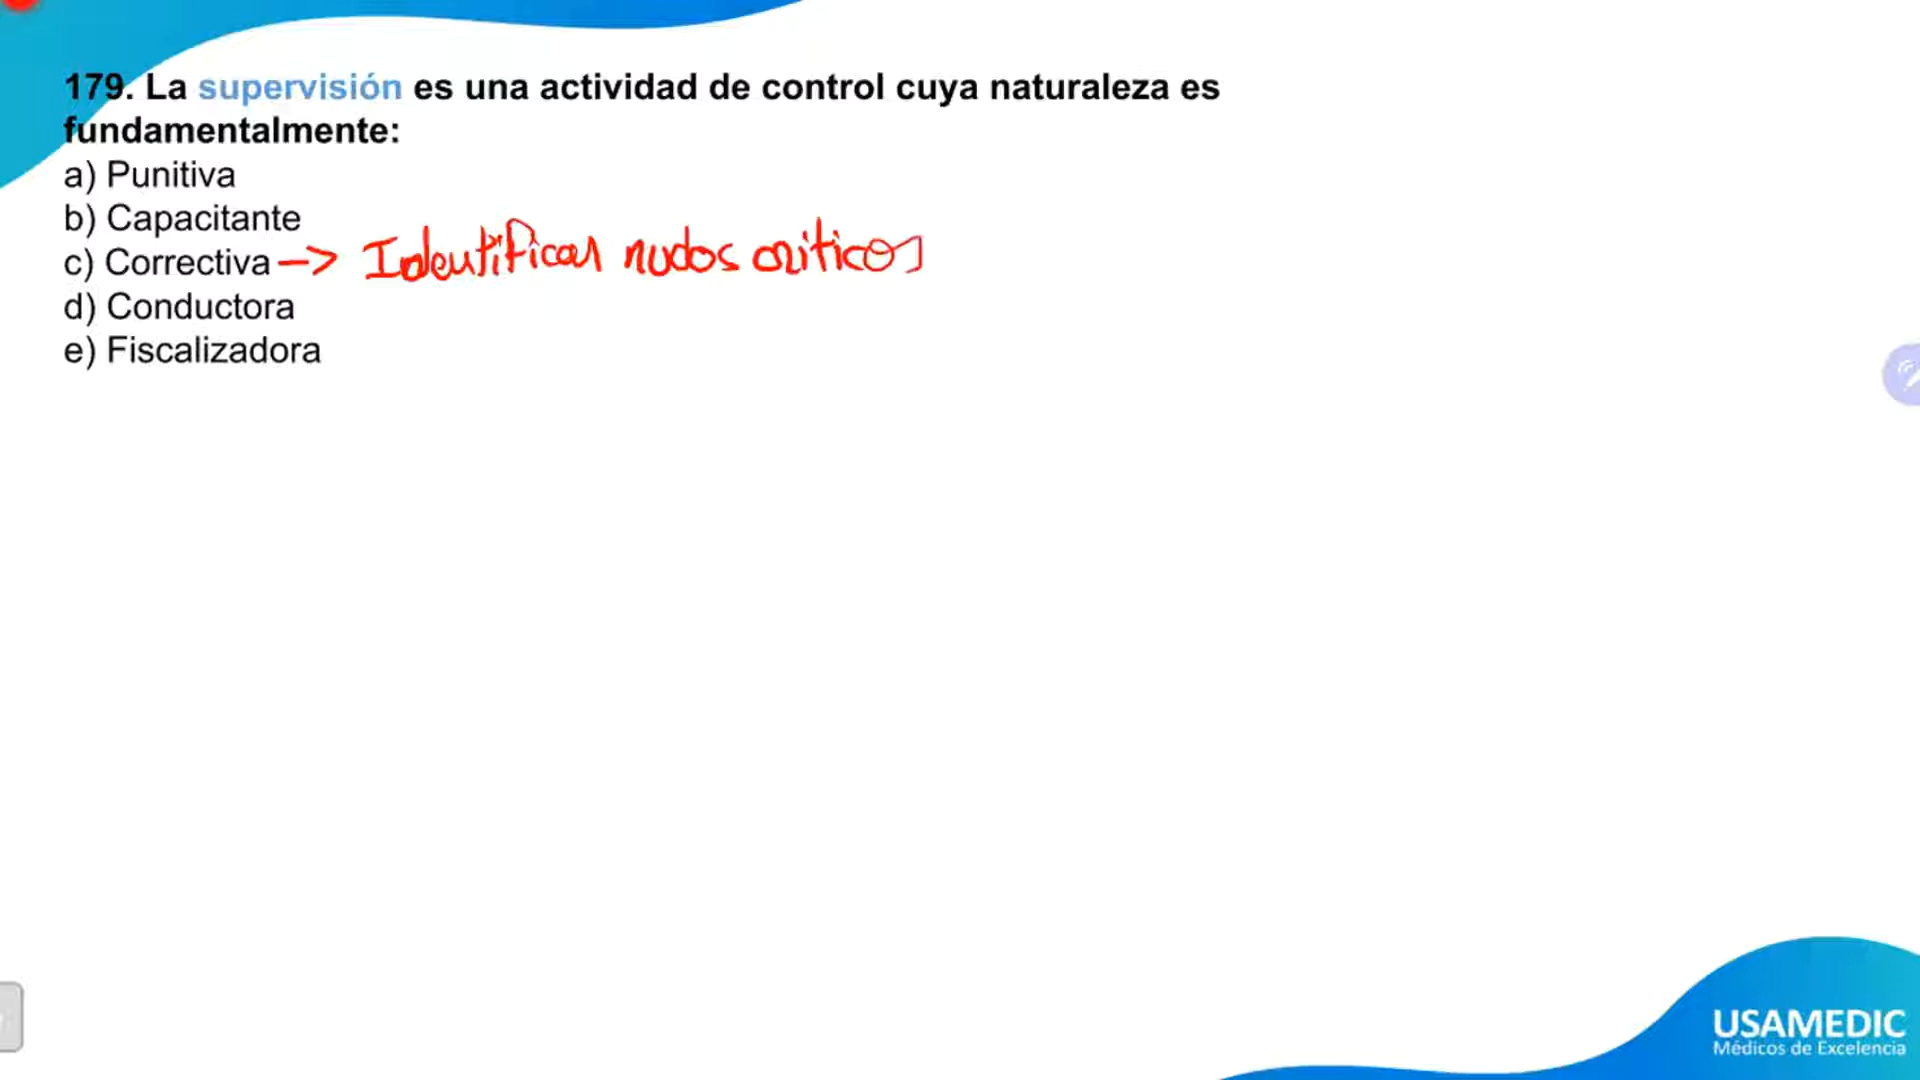 179. La supervisión es una actividad de control cuya naturaleza es
fundamentalmente:
a) Punitiva
b) Capacitante
c) Correctiva -> Identificar nudos criticos
d) Conductora
e) Fiscalizadora
USAMEDIC
Médicos de Excelencia